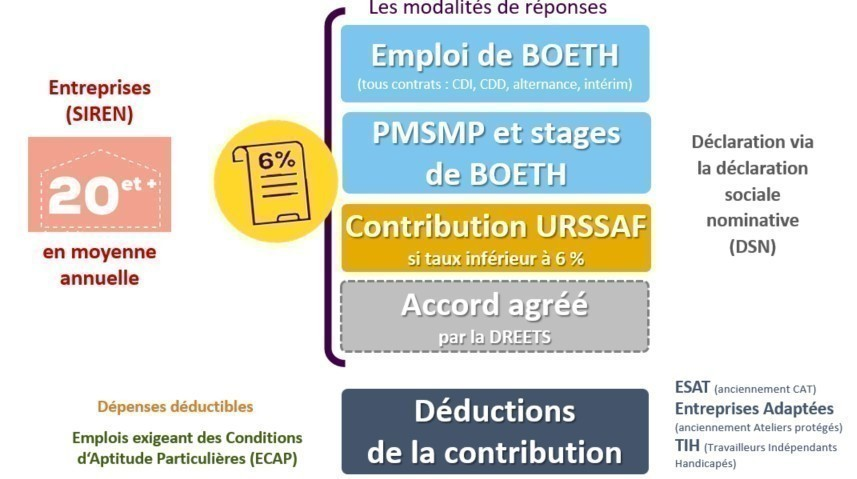 Les modalités de réponses
Entreprises
(SIREN)
20 et +
en moyenne
annuelle
6%
Emploi de BOETH
(tous contrats : CDI, CDD, alternance, intérim)
PMSMP et stages
de BOETH
Contribution URSSAF
si taux inférieur à 6 %
Accord agréé
par la DREETS
Déclaration via
la déclaration
sociale
nominative
(DSN)
Dépenses déductibles
Emplois exigeant des Conditions
d'Aptitude Particulières (ECAP)
Déductions
de la contribution
ESAT (anciennement CAT)
Entreprises Adaptées
(anciennement Ateliers protégés)
TIH (Travailleurs Indépendants
Handicapés)